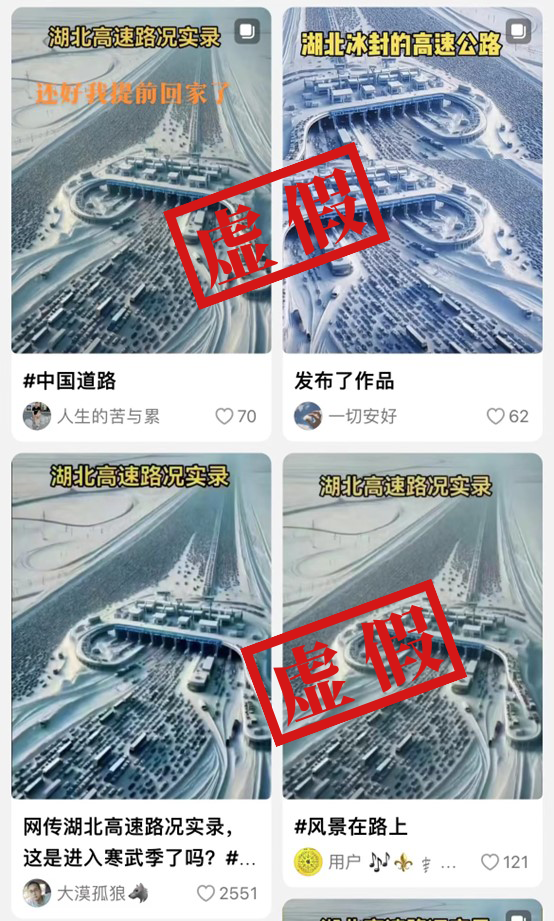 湖北高速路况实录
还好我提前回家了
虚假
#中国道路
人生的苦与累
70
湖北冰封的高速公路
发布了作品
一切安好
62
湖北高速路况实录
网传湖北高速路况实录，
这是进入寒武季了吗？#...
大漠孤狼
2551
湖北高速路况实录
虚假
#风景在路上
用户
121